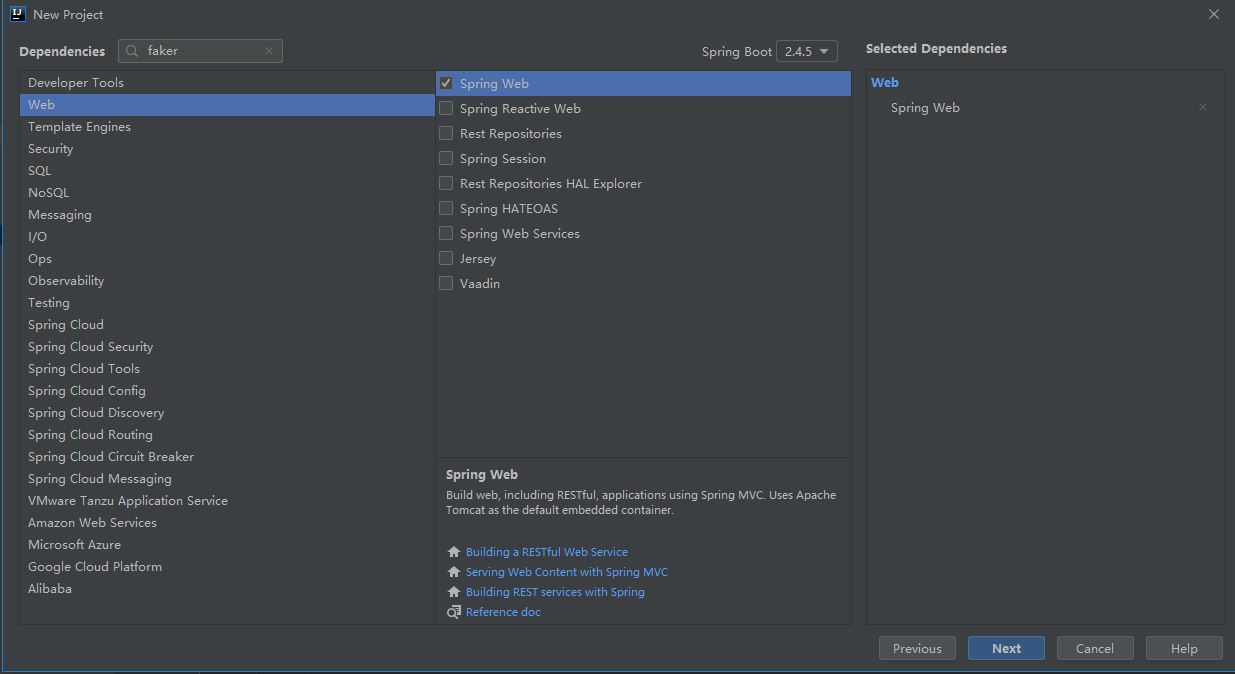 New Project
Dependencies
faker
Spring Boot 2.4.5
Selected Dependencies
Developer Tools
Web
Template Engines
Security
SQL
NoSQL
Messaging
I/O
Ops
Observability
Testing
Spring Cloud
Spring Cloud Security
Spring Cloud Tools
Spring Cloud Config
Spring Cloud Discovery
Spring Cloud Routing
Spring Cloud Circuit Breaker
Spring Cloud Messaging
VMware Tanzu Application Service
Amazon Web Services
Microsoft Azure
Google Cloud Platform
Alibaba
Spring Web
Spring Reactive Web
Rest Repositories
Spring Session
Rest Repositories HAL Explorer
Spring HATEOAS
Spring Web Services
Jersey
Vaadin
Spring Web
Build web, including RESTful, applications using Spring MVC. Uses Apache
Tomcat as the default embedded container.
Building a RESTful Web Service
Serving Web Content with Spring MVC
Building REST services with Spring
Reference doc
Web
Spring Web
Previous
Next
Cancel
Help